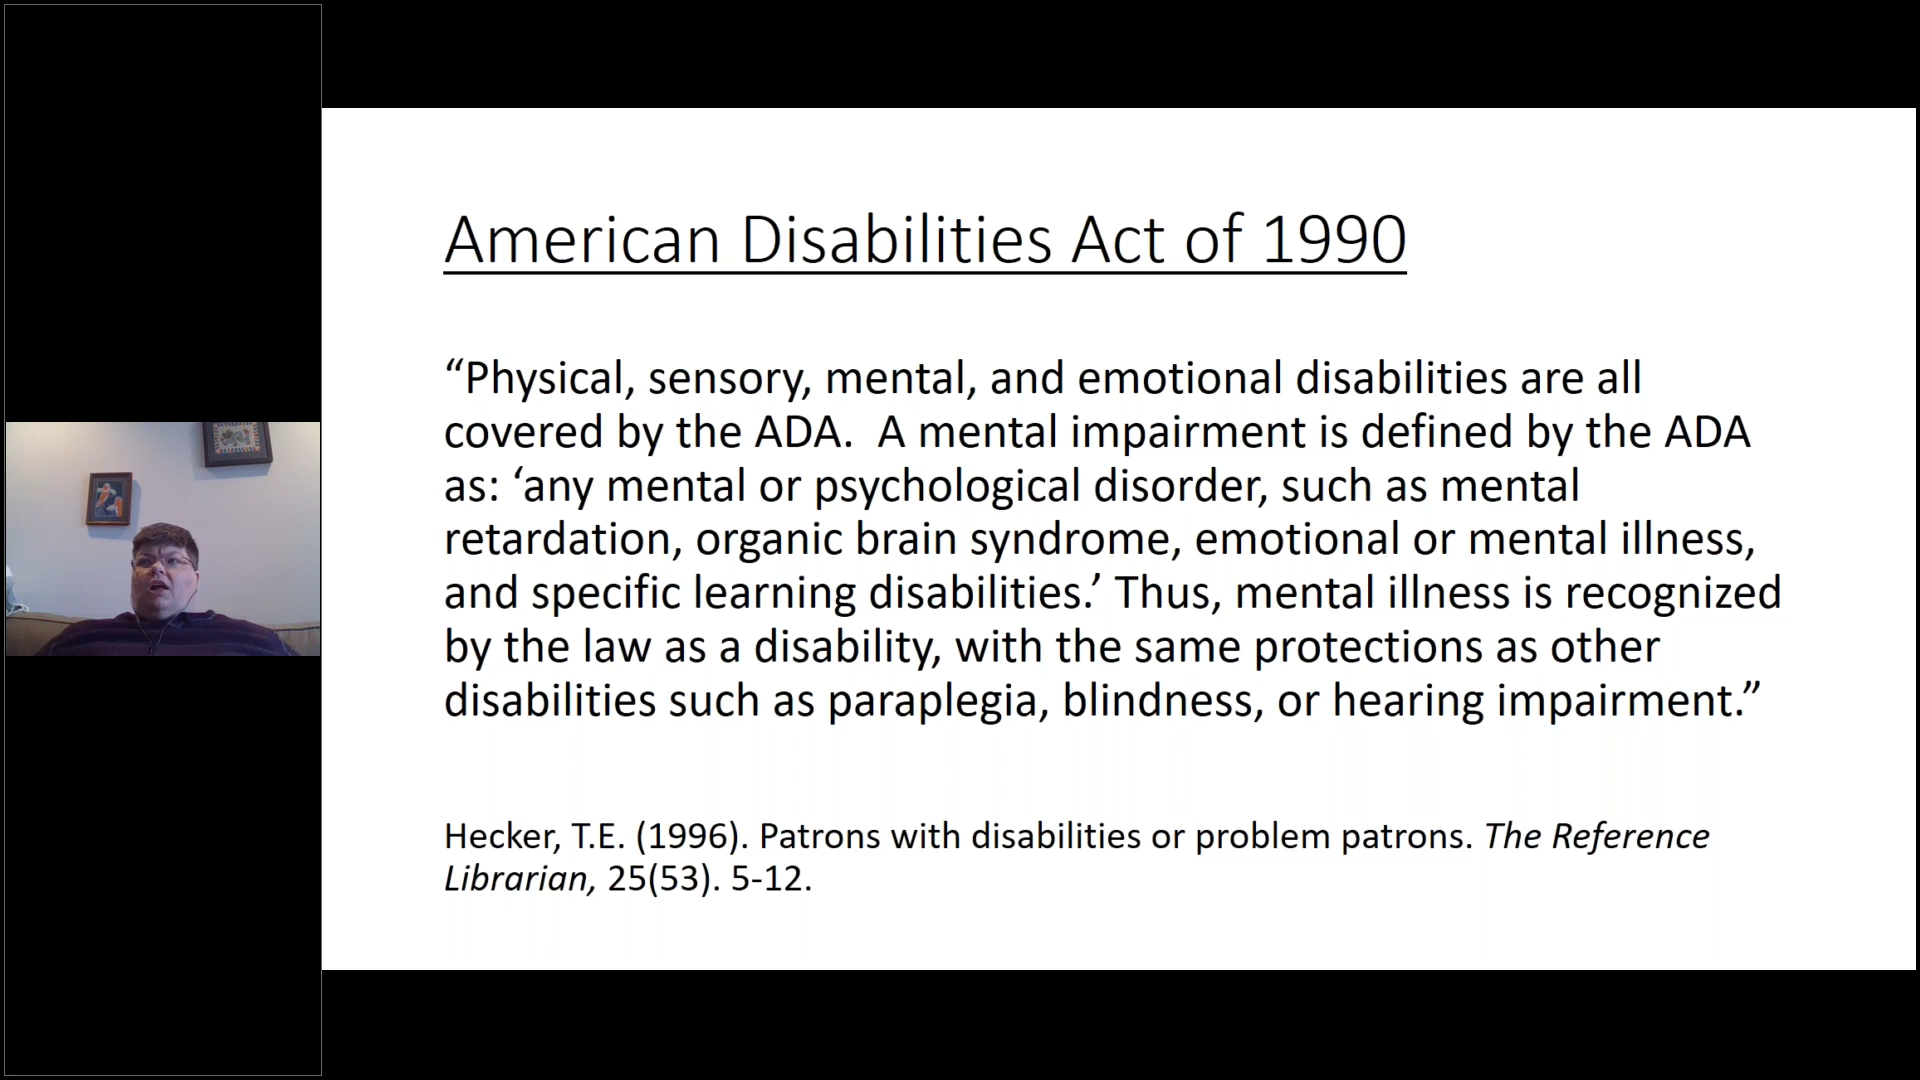 American Disabilities Act of 1990
“Physical, sensory, mental, and emotional disabilities are all
covered by the ADA.  A mental impairment is defined by the ADA
as: ‘any mental or psychological disorder, such as mental
retardation, organic brain syndrome, emotional or mental illness,
and specific learning disabilities.’ Thus, mental illness is recognized
by the law as a disability, with the same protections as other
disabilities such as paraplegia, blindness, or hearing impairment.”
Hecker, T.E. (1996). Patrons with disabilities or problem patrons. The Reference
Librarian, 25(53). 5-12.